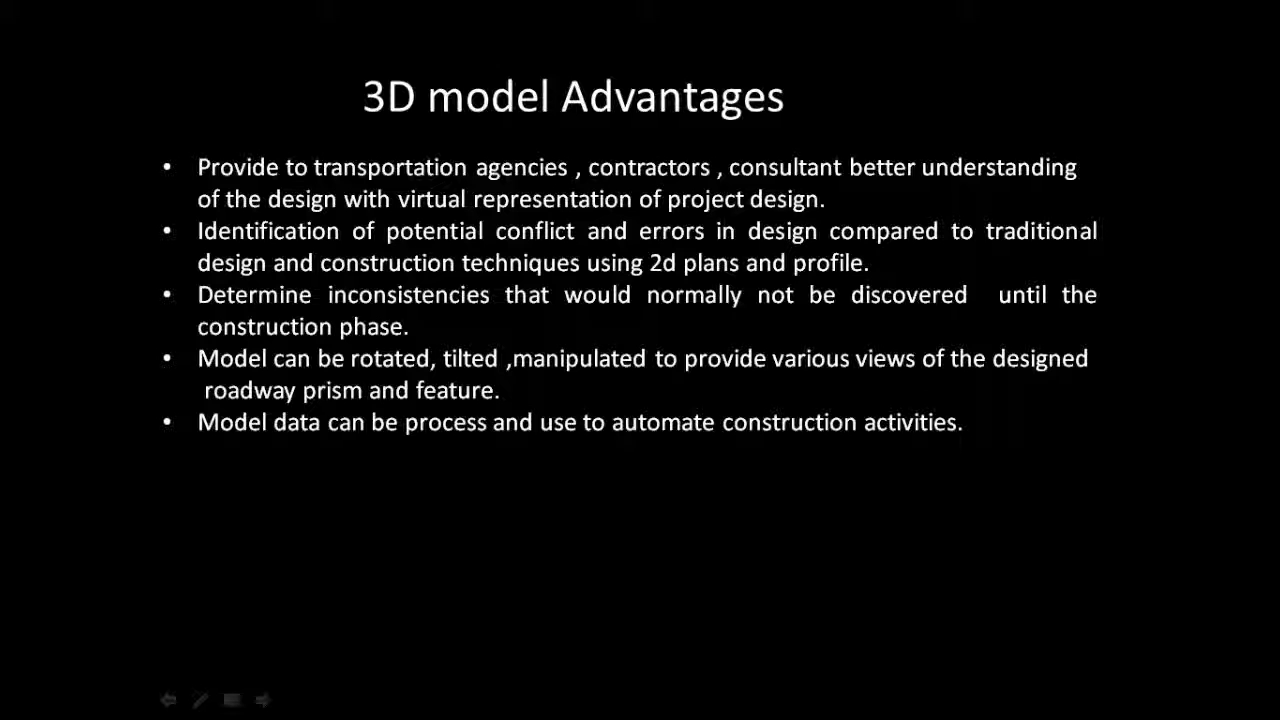 3D model Advantages
• Provide to transportation agencies , contractors , consultant better understanding
of the design with virtual representation of project design.
• Identification of potential conflict and errors in design compared to traditional
design and construction techniques using 2d plans and profile.
• Determine inconsistencies that would normally not be discovered until the
construction phase.
• Model can be rotated, tilted ,manipulated to provide various views of the designed
roadway prism and feature.
• Model data can be process and use to automate construction activities.